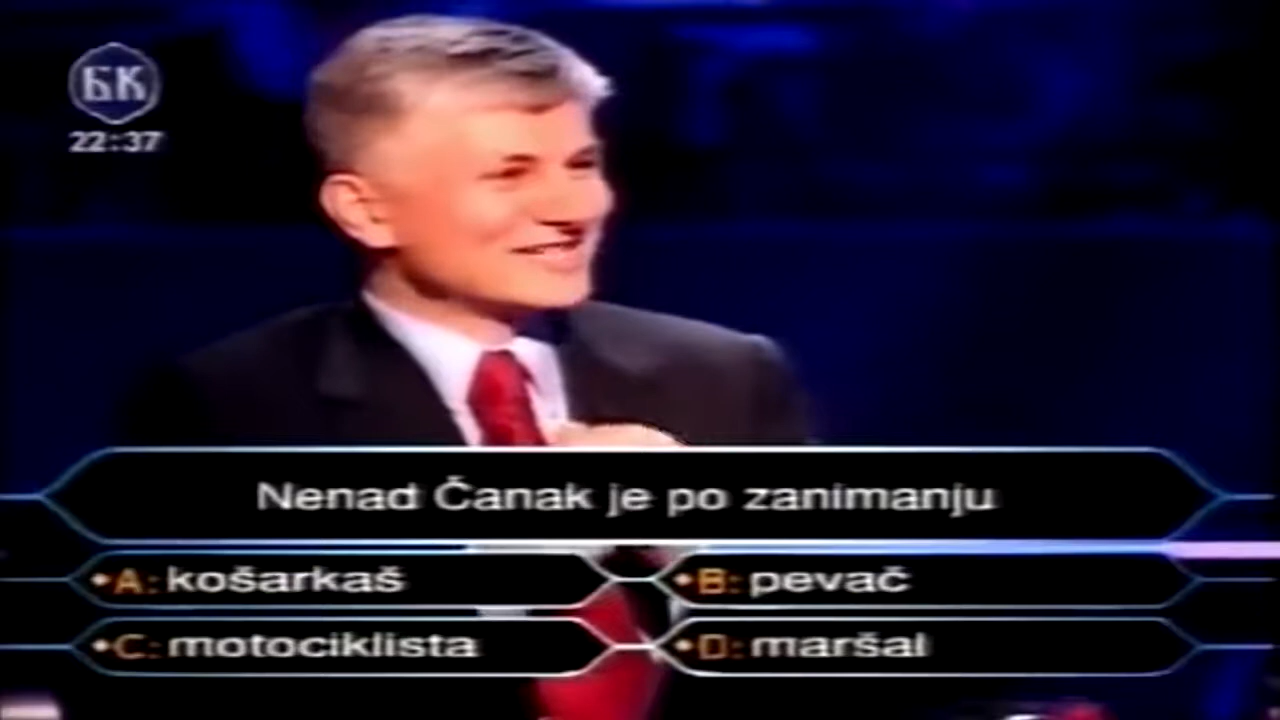 БК
22:37
Nenad Čanak je po zanimanju
A: košarkaš
B: pevač
C: motociklista
D: maršal